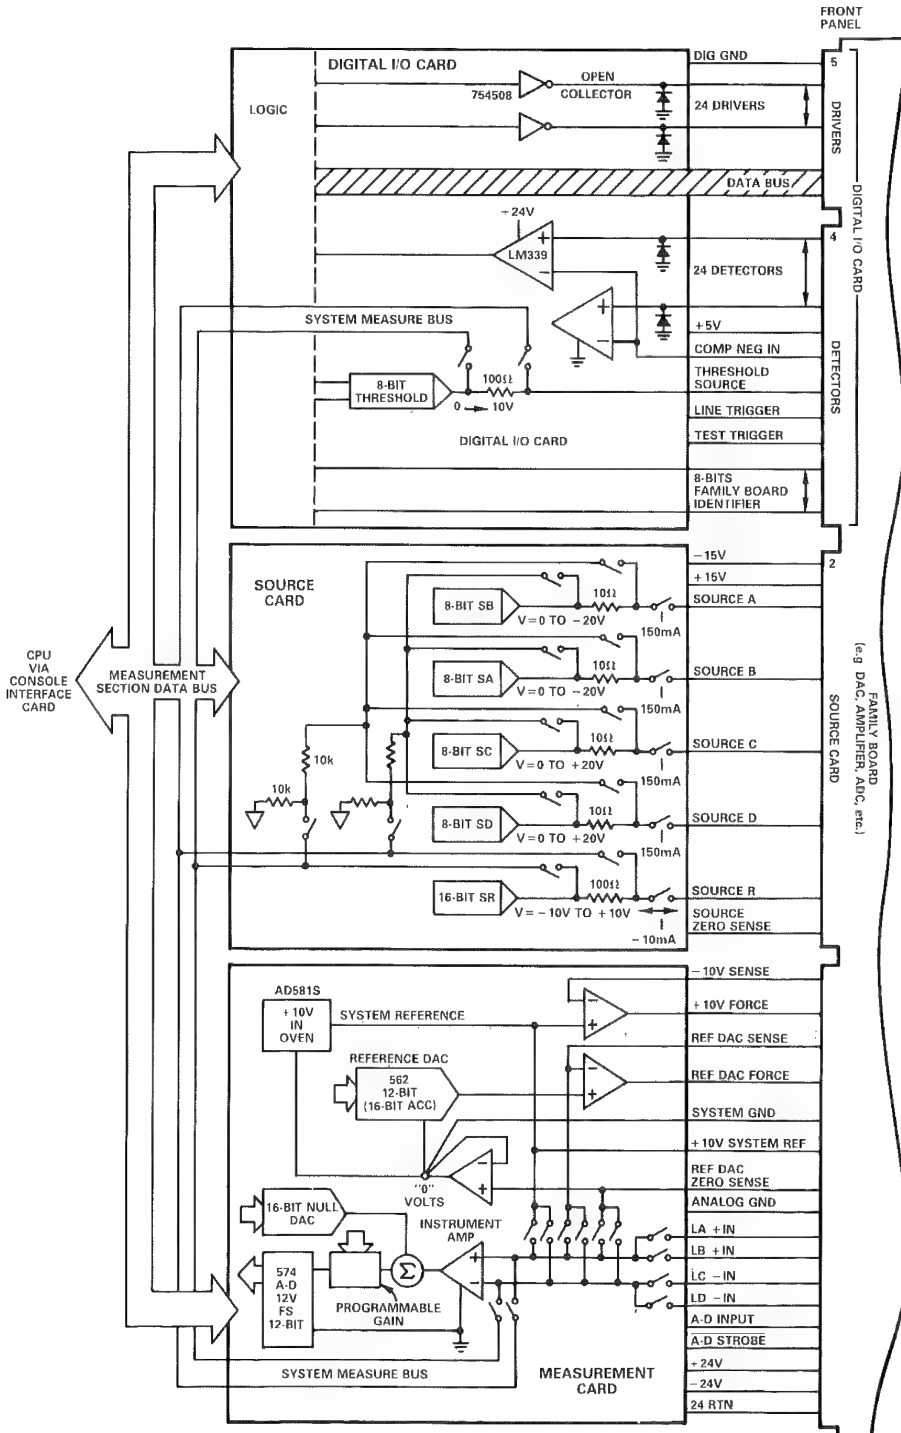 FRONT
PANEL
DIGITAL I/O CARD
DIG GND
5
LOGIC
754508
OPEN
COLLECTOR
24 DRIVERS
DRIVERS
DATA BUS
DIGITAL I/O CARD
+24V
+
LM339
−
4
24 DETECTORS
+
−
SYSTEM MEASURE BUS
+5V
COMP NEG IN
DETECTORS
8-BIT
THRESHOLD
100Ω
0 → 10V
THRESHOLD
SOURCE
LINE TRIGGER
DIGITAL I/O CARD
TEST TRIGGER
8-BITS
FAMILY BOARD
IDENTIFIER
−15V
2
SOURCE
CARD
+15V
8-BIT SB
10Ω
SOURCE A
V=0 TO −20V
150mA
CPU
VIA
CONSOLE
INTERFACE
CARD
MEASUREMENT
SECTION DATA BUS
8-BIT SA
10Ω
SOURCE B
V=0 TO −20V
150mA
SOURCE CARD
FAMILY BOARD
(e.g DAC, AMPLIFIER, ADC, etc.)
8-BIT SC
10Ω
SOURCE C
V=0 TO +20V
150mA
10k
10k
8-BIT SD
10Ω
SOURCE D
V=0 TO +20V
150mA
16-BIT SR
100Ω
SOURCE R
V=−10V TO +10V
SOURCE
ZERO SENSE
−10mA
−10V SENSE
AD581S
+10V
IN
OVEN
SYSTEM REFERENCE
−
+
+10V FORCE
REF DAC SENSE
REFERENCE DAC
562
12-BIT
(16-BIT ACC)
−
+
REF DAC FORCE
SYSTEM GND
+10V SYSTEM REF
−
+
REF DAC
ZERO SENSE
"0"
VOLTS
ANALOG GND
16-BIT NULL
DAC
INSTRUMENT
AMP
LA +IN
Σ
+
−
LB +IN
574
A-D
12V
FS
12-BIT
LC −IN
PROGRAMMABLE
GAIN
LD −IN
A-D INPUT
A-D STROBE
SYSTEM MEASURE BUS
MEASUREMENT
CARD
+24V
−24V
24 RTN